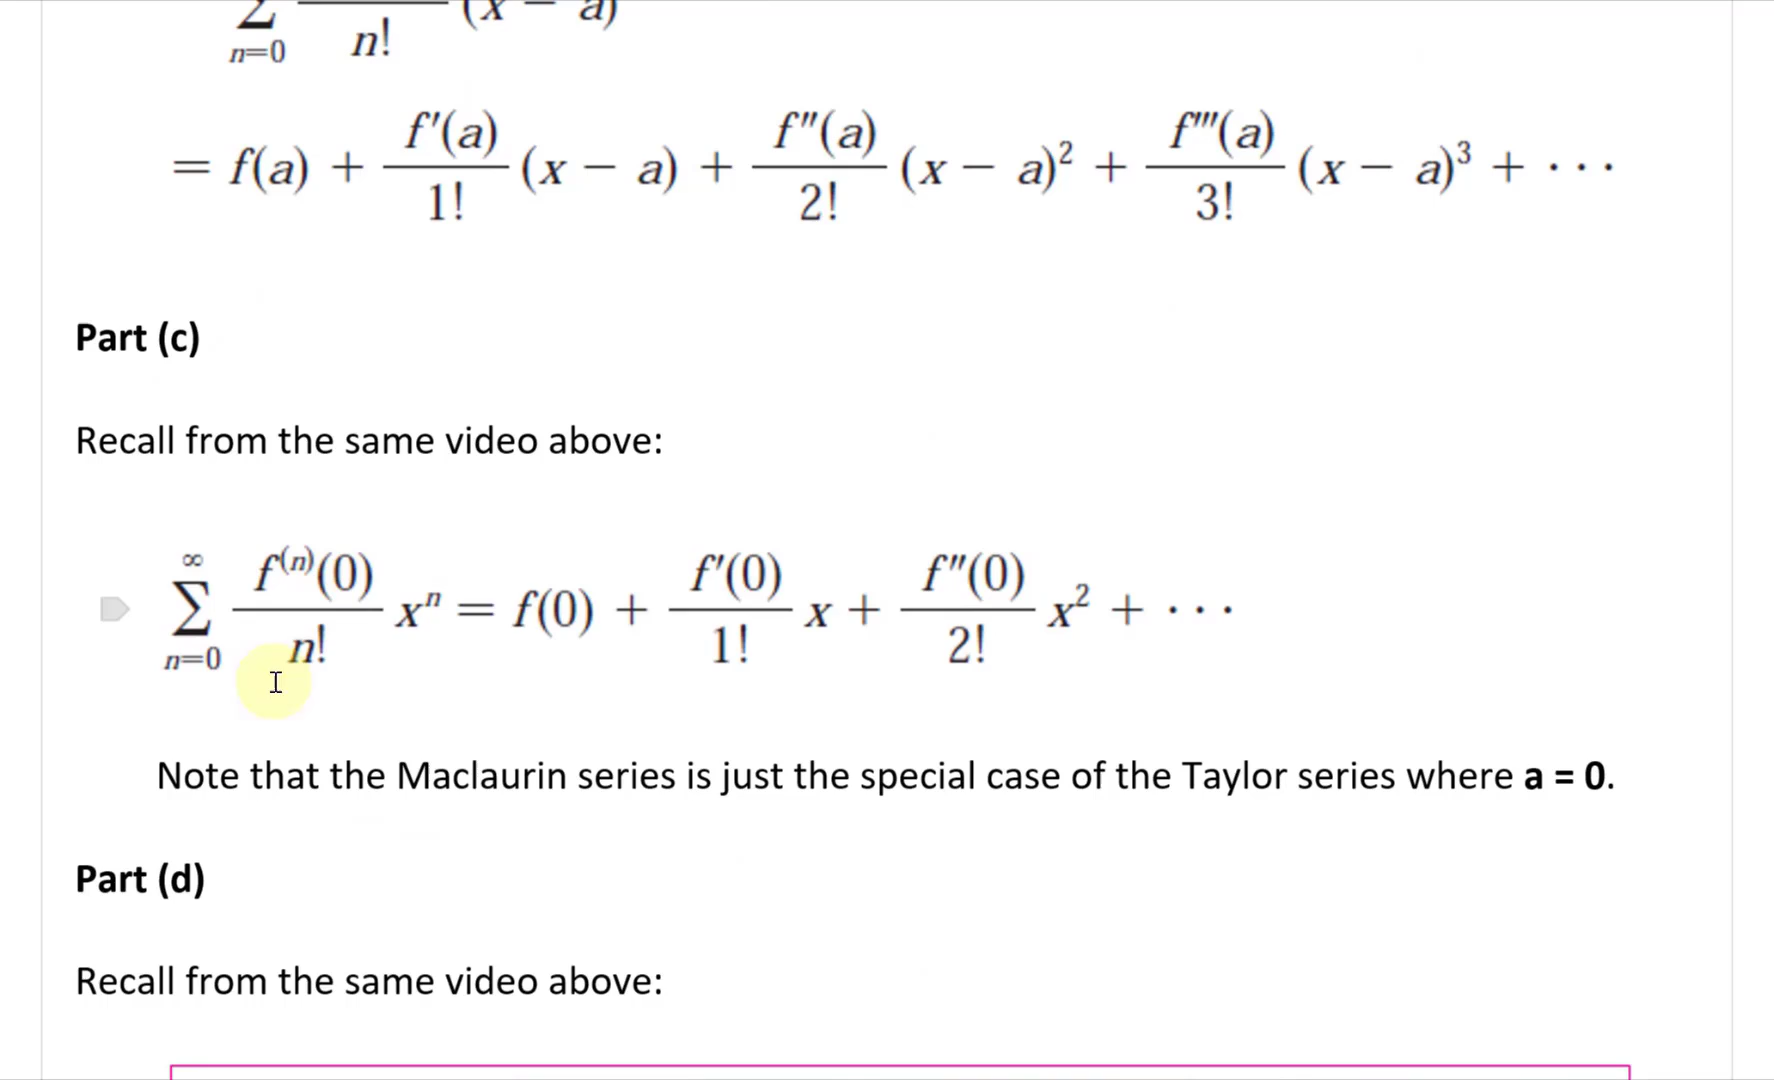 ∑ n=0 n! (x − a)
= f(a) + f′(a)/1! (x − a) + f″(a)/2! (x − a)² + f‴(a)/3! (x − a)³ + ···
Part (c)
Recall from the same video above:
∞ ∑ n=0 f⁽ⁿ⁾(0)/n! xⁿ = f(0) + f′(0)/1! x + f″(0)/2! x² + ···
Note that the Maclaurin series is just the special case of the Taylor series where a = 0.
Part (d)
Recall from the same video above: